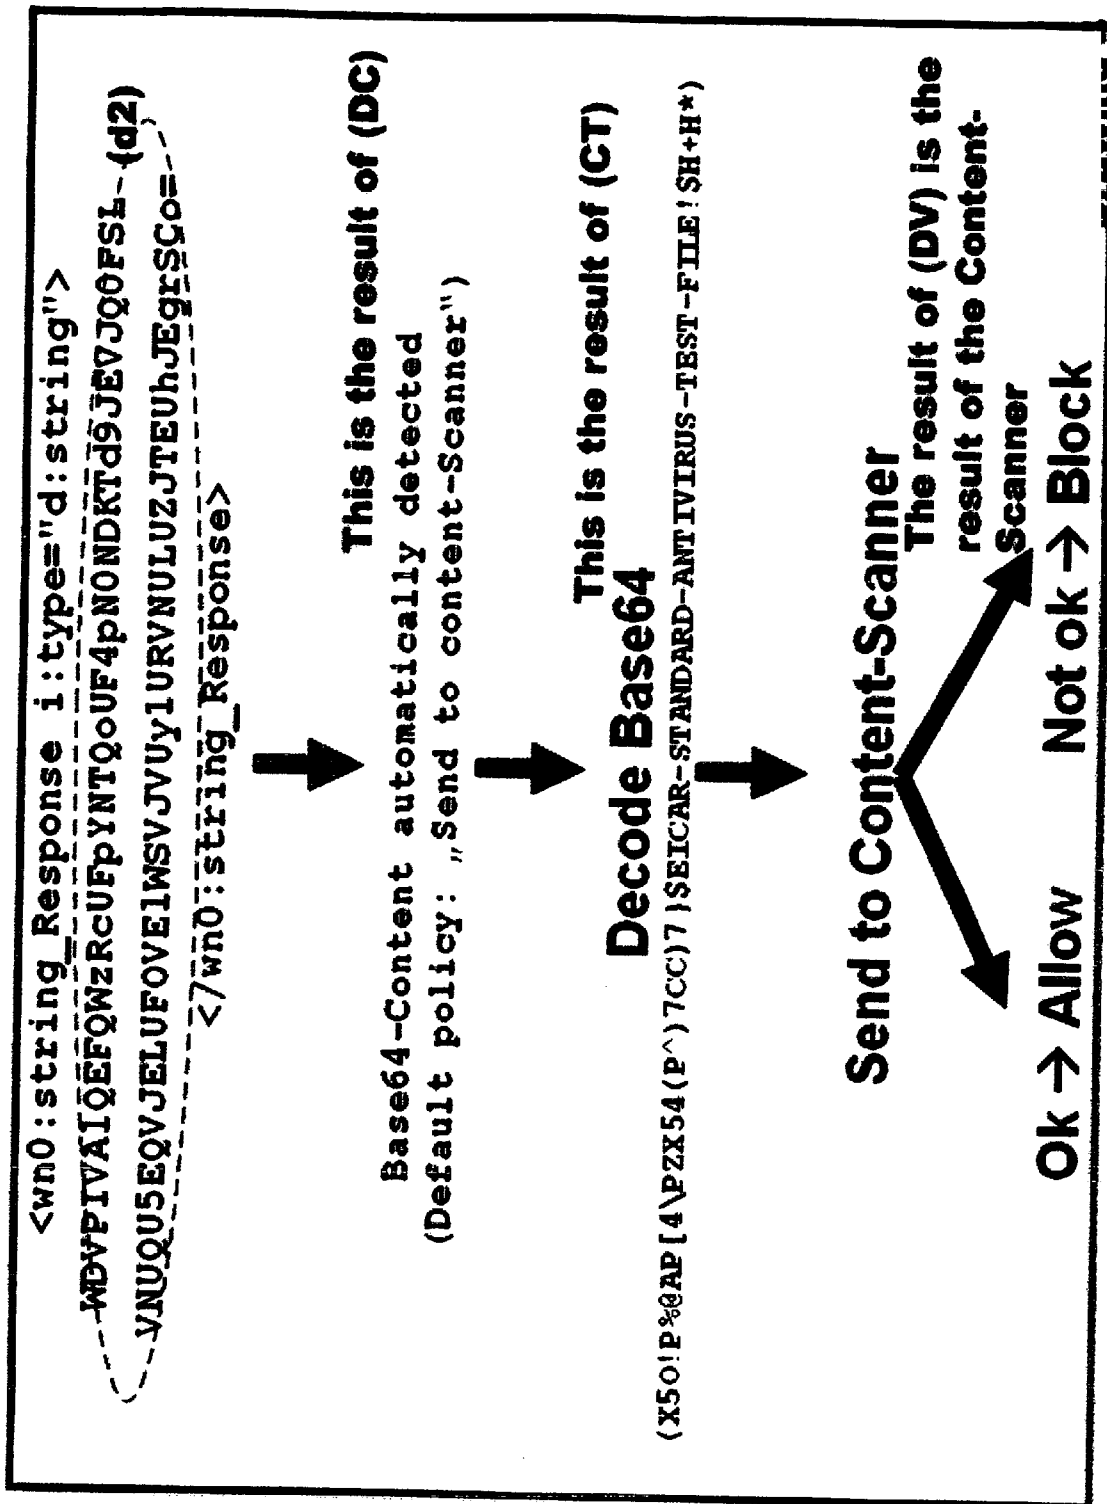 <wn0:string_Response i:type="d:string">
WDVPIVAlQEFQWzRcUFpYNTQoUF4pN0NDKTd9JEVJQ0FSL (d2)
VNUQU5EQVJELUFOVElWSVJVUy1URVNULUZJTEUhJEgrSCo=
</wn0:string_Response>
This is the result of (DC)
Base64-Content automatically detected
(Default policy: „Send to content-Scanner")
This is the result of (CT)
Decode Base64
(X5O!P%@AP[4\PZX54(P^)7CC)7}$EICAR-STANDARD-ANTIVIRUS-TEST-FILE!$H+H*)
Send to Content-Scanner
The result of (DV) is the
result of the Content-
Scanner
Ok → Allow
Not ok → Block